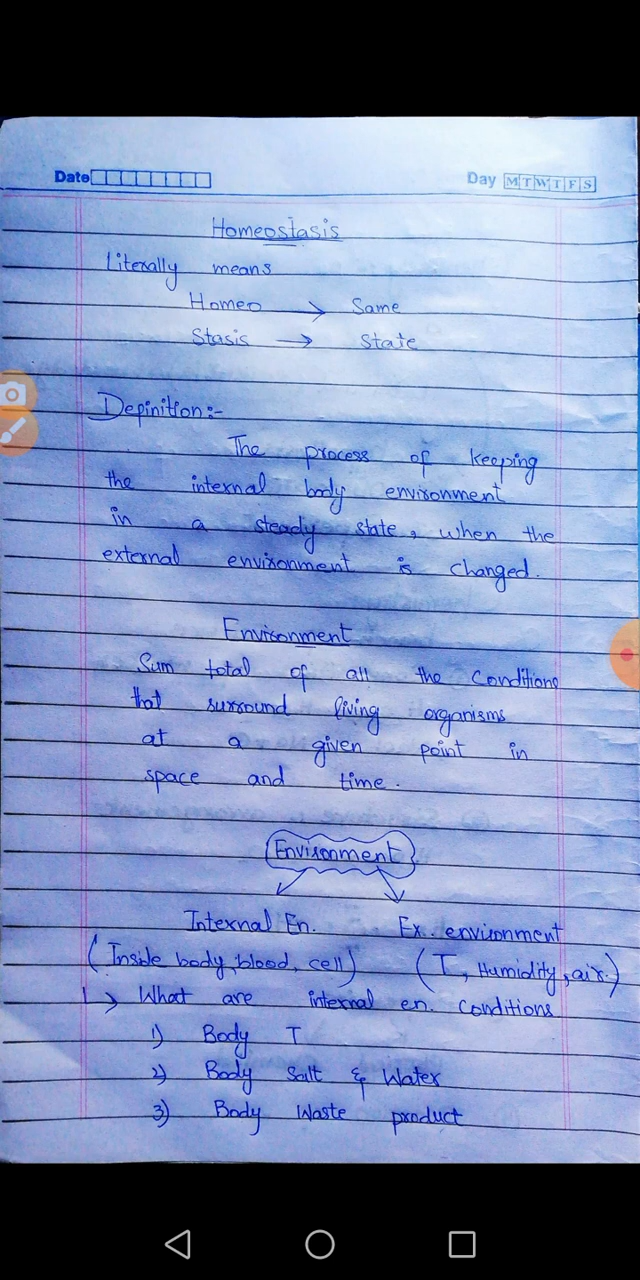 Date
Day M T W T F S
Homeostasis
Literally means
Homeo → Same
Stasis → State
Definition:-
The process of keeping
the internal body environment
in a steady state, when the
external environment is changed.
Environment
Sum total of all the Conditions
that surround living organisms
at a given point in
space and time.
Environment
Internal En. Ex. environment
(Inside body, blood, cell) (T, Humidity, air.)
↳ What are internal en. Conditions
1) Body T
2) Body Salt & Water
3) Body Waste product